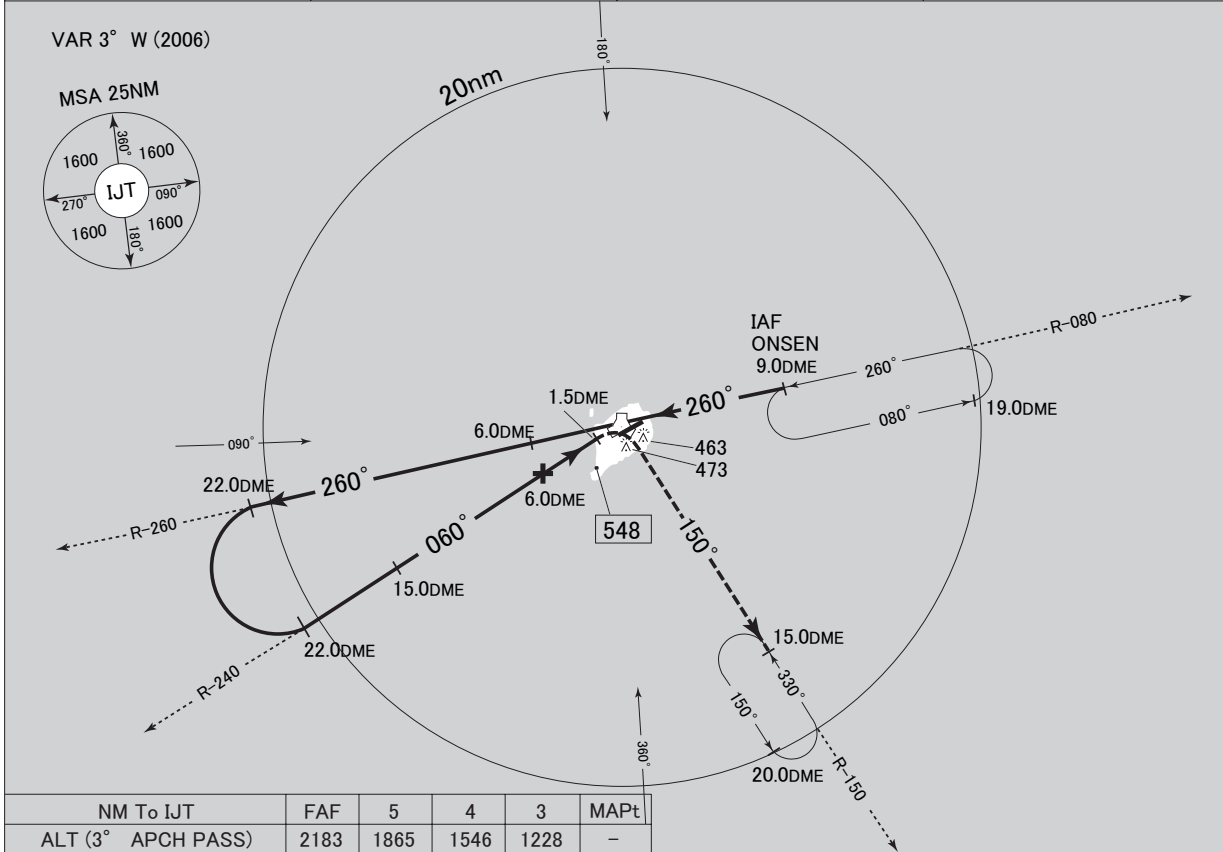 VAR 3° W (2006)
MSA 25NM
360°
1600
1600
IJT
270°
090°
1600
1600
180°
180°
20nm
IAF
ONSEN
9.0DME
R-080
260°
080°
19.0DME
260°
1.5DME
6.0DME
463
473
090°
260°
22.0DME
6.0DME
548
R-260
060°
150°
15.0DME
15.0DME
22.0DME
R-240
330°
150°
360°
20.0DME
R-150
NM To IJT FAF 5 4 3 MAPt
ALT (3° APCH PASS) 2183 1865 1546 1228 -